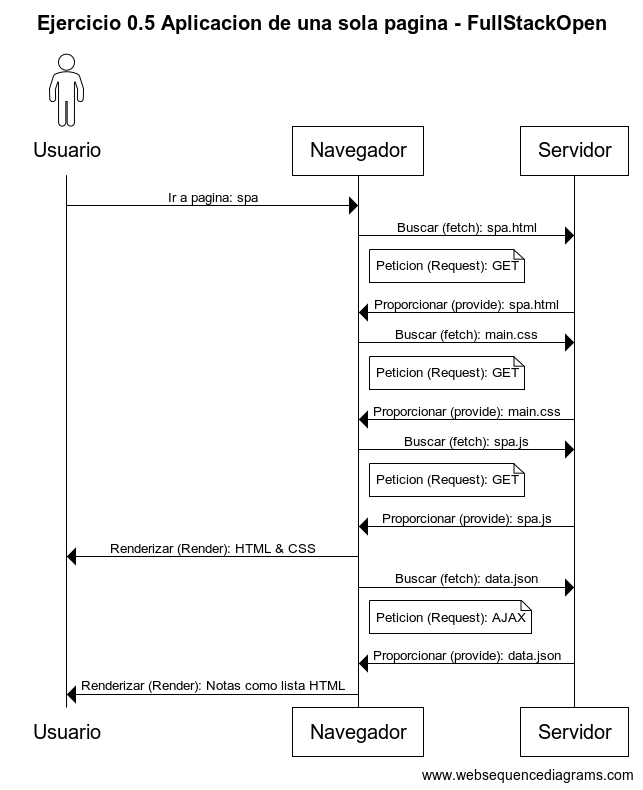 Ejercicio 0.5 Aplicacion de una sola pagina - FullStackOpen
Usuario
Navegador
Servidor
Ir a pagina: spa
Buscar (fetch): spa.html
Peticion (Request): GET
Proporcionar (provide): spa.html
Buscar (fetch): main.css
Peticion (Request): GET
Proporcionar (provide): main.css
Buscar (fetch): spa.js
Peticion (Request): GET
Proporcionar (provide): spa.js
Renderizar (Render): HTML & CSS
Buscar (fetch): data.json
Peticion (Request): AJAX
Proporcionar (provide): data.json
Renderizar (Render): Notas como lista HTML
Usuario
Navegador
Servidor
www.websequencediagrams.com